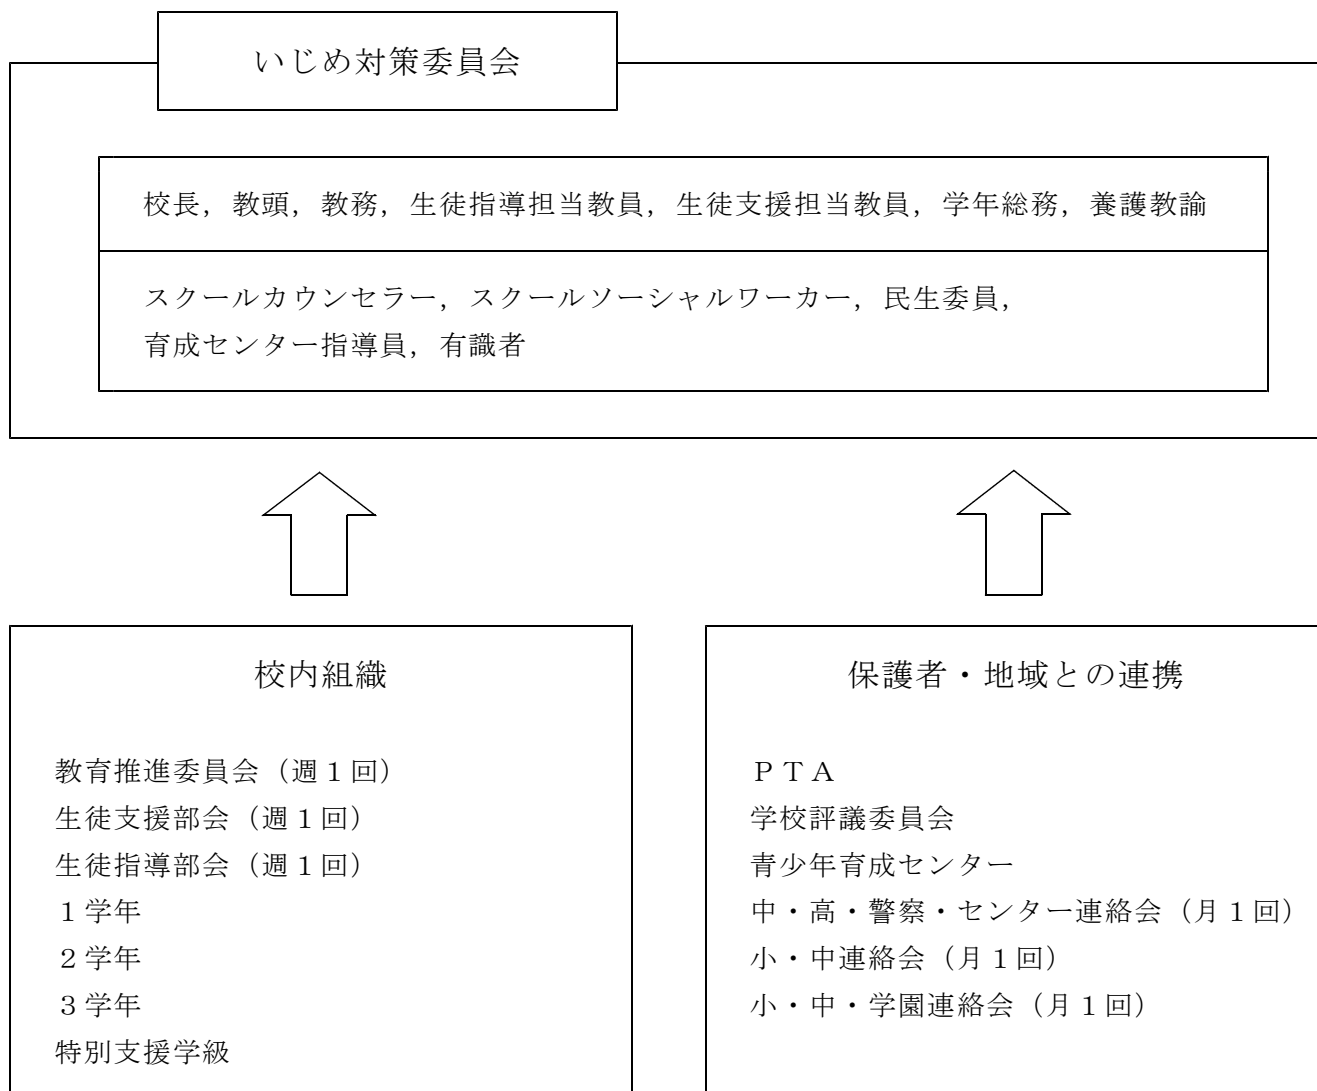 いじめ対策委員会
校長，教頭，教務，生徒指導担当教員，生徒支援担当教員，学年総務，養護教諭
スクールカウンセラー，スクールソーシャルワーカー，民生委員，
育成センター指導員，有識者
校内組織
教育推進委員会（週１回）
生徒支援部会（週１回）
生徒指導部会（週１回）
１学年
２学年
３学年
特別支援学級
保護者・地域との連携
ＰＴＡ
学校評議委員会
青少年育成センター
中・高・警察・センター連絡会（月１回）
小・中連絡会（月１回）
小・中・学園連絡会（月１回）